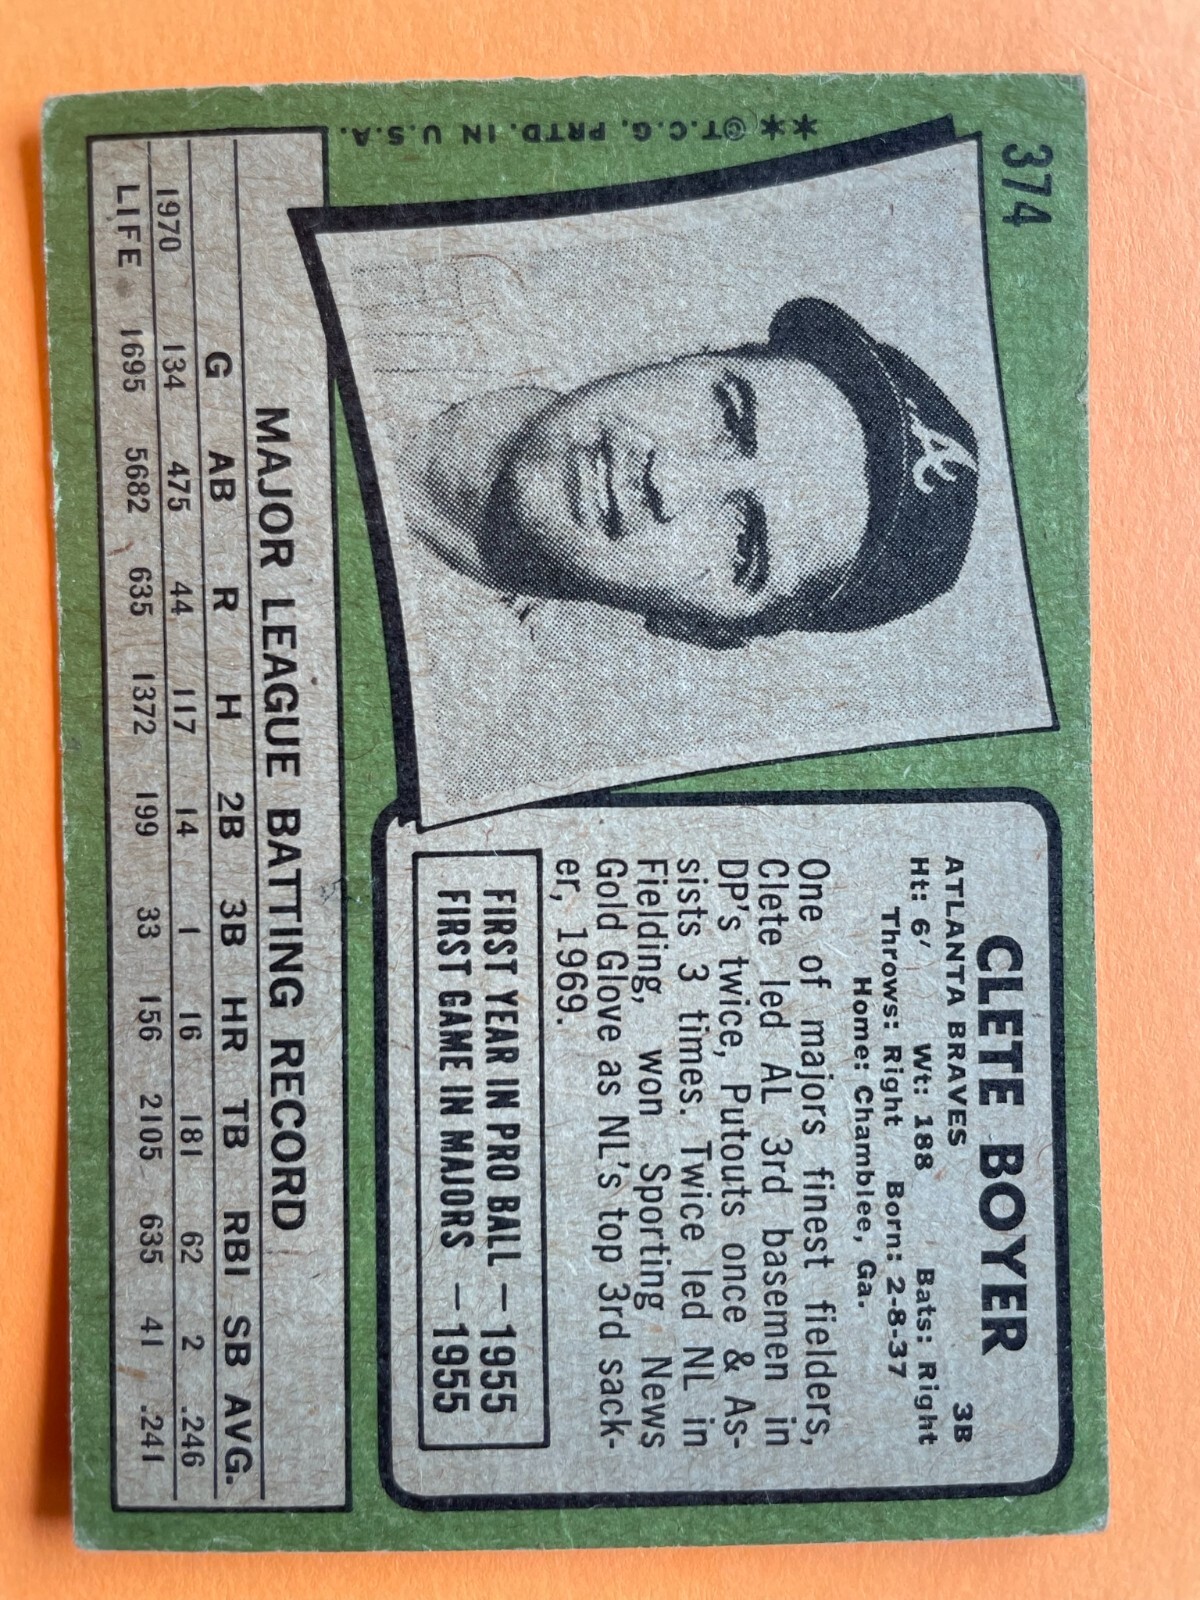 374
**©T.C.G. PRTD. IN U.S.A.
A
CLETE BOYER
ATLANTA BRAVES 3B
Ht: 6' Wt: 188 Bats: Right
Throws: Right Born: 2-8-37
Home: Chamblee, Ga.
One of majors finest fielders,
Clete led AL 3rd basemen in
DP's twice, Putouts once & As-
sists 3 times. Twice led NL in
Fielding, won Sporting News
Gold Glove as NL's top 3rd sack-
er, 1969.
FIRST YEAR IN PRO BALL — 1955
FIRST GAME IN MAJORS — 1955
MAJOR LEAGUE BATTING RECORD
G AB R H 2B 3B HR TB RBI SB AVG.
1970 134 475 44 117 14 1 16 181 62 2 .246
LIFE 1695 5682 635 1372 199 33 156 2105 635 41 .241